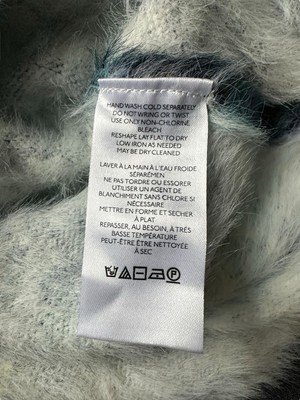 HAND WASH COLD SEPARATELY
DO NOT WRING OR TWIST
USE ONLY NON-CHLORINE
BLEACH
RESHAPE LAY FLAT TO DRY
LOW IRON AS NEEDED
MAY BE DRY CLEANED
LAVER À LA MAIN À L'EAU FROIDE
SÉPARÉMEN
NE PAS TORDRE OU ESSORER
UTILISER UN AGENT DE
BLANCHIMENT SANS CHLORE SI
NÉCESSAIRE
METTRE EN FORME ET SECHER
À PLAT
REPASSER, AU BESOIN, À TRÉS
BASSE TEMPÉRATURE
PEUT-ÊTRE ÊTRE NETTOYÉE
À SEC